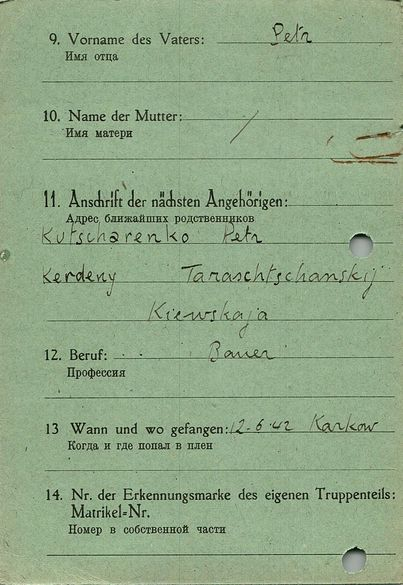 9. Vorname des Vaters: Petr
Имя отца
10. Name der Mutter: /
Имя матери
11. Anschrift der nächsten Angehörigen:
Адрес ближайших родственников
Kutscharenko Petr
Kerdeny Taraschtschanskij
Kiewskaja
12. Beruf: Bauer
Профессия
13 Wann und wo gefangen: 12-6-42 Karkow
Когда и где попал в плен
14. Nr. der Erkennungsmarke des eigenen Truppenteils:
Matrikel-Nr.
Номер в собственной части